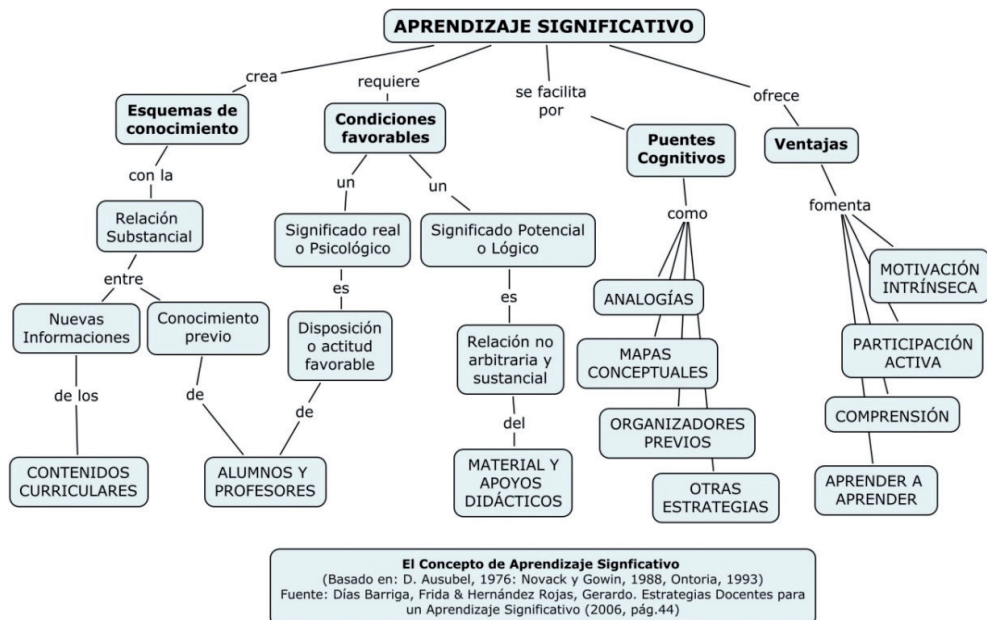 APRENDIZAJE SIGNIFICATIVO
crea
requiere
se facilita
por
ofrece
Esquemas de
conocimiento
Condiciones
favorables
Puentes
Cognitivos
Ventajas
con la
un
un
como
fomenta
Relación
Substancial
Significado real
o Psicológico
Significado Potencial
o Lógico
MOTIVACIÓN
INTRÍNSECA
entre
es
es
ANALOGÍAS
Nuevas
Informaciones
Conocimiento
previo
Disposición
o actitud
favorable
Relación no
arbitraria y
sustancial
MAPAS
CONCEPTUALES
PARTICIPACIÓN
ACTIVA
de los
de
de
del
ORGANIZADORES
PREVIOS
COMPRENSIÓN
CONTENIDOS
CURRICULARES
ALUMNOS Y
PROFESORES
MATERIAL Y
APOYOS
DIDÁCTICOS
OTRAS
ESTRATEGIAS
APRENDER A
APRENDER
El Concepto de Aprendizaje Signficativo
(Basado en: D. Ausubel, 1976: Novack y Gowin, 1988, Ontoria, 1993)
Fuente: Días Barriga, Frida & Hernández Rojas, Gerardo. Estrategias Docentes para
un Aprendizaje Significativo (2006, pág.44)